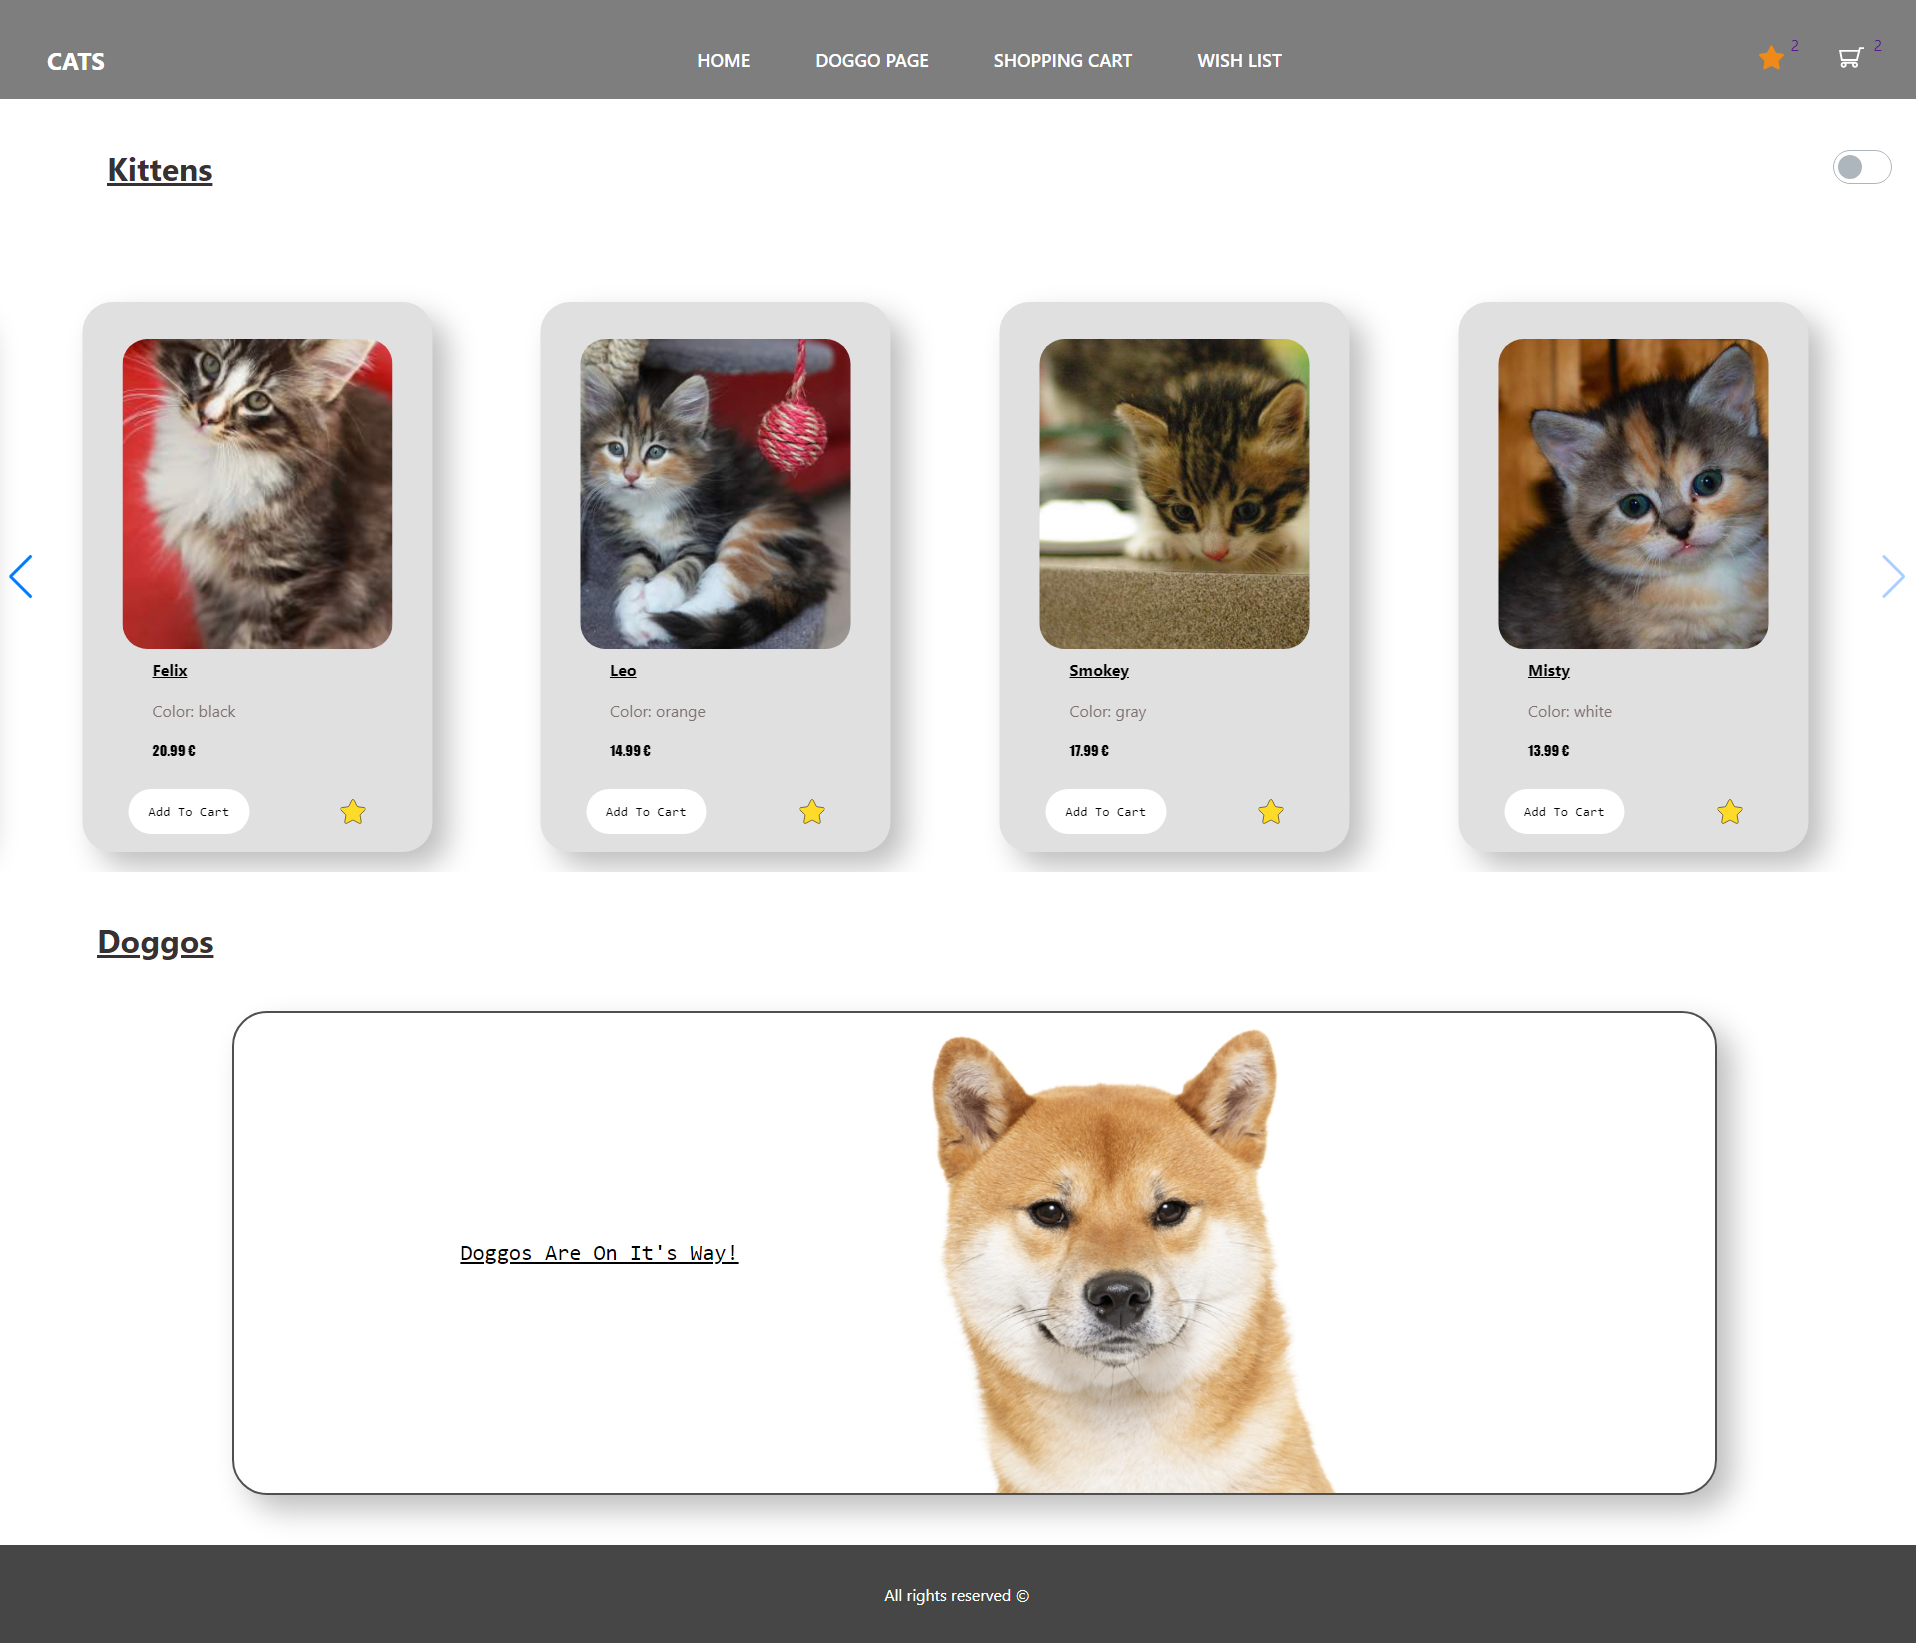 CATS
HOME DOGGO PAGE SHOPPING CART WISH LIST
2 2
Kittens
Felix
Color: black
20.99 €
Add To Cart
Leo
Color: orange
14.99 €
Add To Cart
Smokey
Color: gray
17.99 €
Add To Cart
Misty
Color: white
13.99 €
Add To Cart
Doggos
Doggos Are On It's Way!
All rights reserved ©